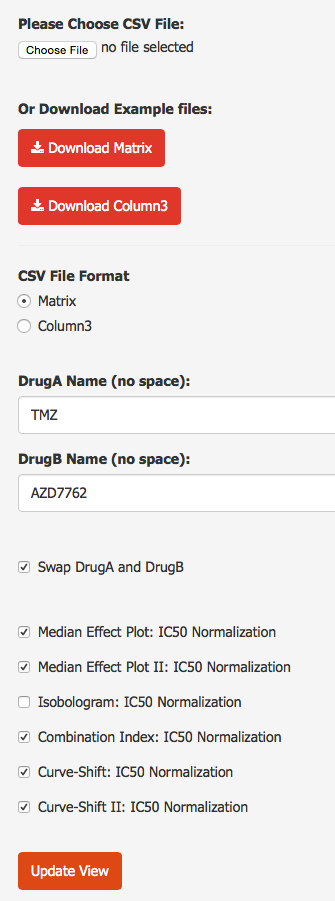 Please Choose CSV File:
Choose File no file selected
Or Download Example files:
Download Matrix
Download Column3
CSV File Format
Matrix
Column3
DrugA Name (no space):
TMZ
DrugB Name (no space):
AZD7762
Swap DrugA and DrugB
Median Effect Plot: IC50 Normalization
Median Effect Plot II: IC50 Normalization
Isobologram: IC50 Normalization
Combination Index: IC50 Normalization
Curve-Shift: IC50 Normalization
Curve-Shift II: IC50 Normalization
Update View